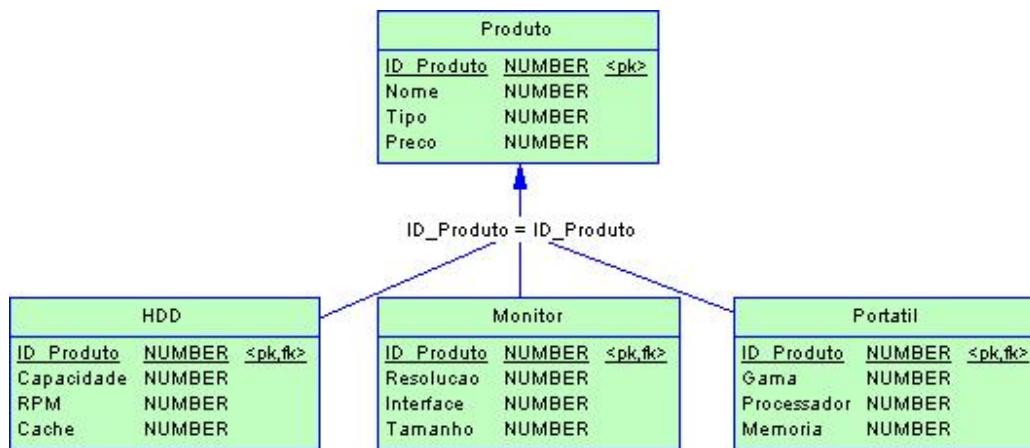 Produto
ID_Produto NUMBER <pk>
Nome NUMBER
Tipo NUMBER
Preco NUMBER
ID_Produto = ID_Produto
HDD
ID_Produto NUMBER <pk,fk>
Capacidade NUMBER
RPM NUMBER
Cache NUMBER
Monitor
ID_Produto NUMBER <pk,fk>
Resolucao NUMBER
Interface NUMBER
Tamanho NUMBER
Portatil
ID_Produto NUMBER <pk,fk>
Gama NUMBER
Processador NUMBER
Memoria NUMBER